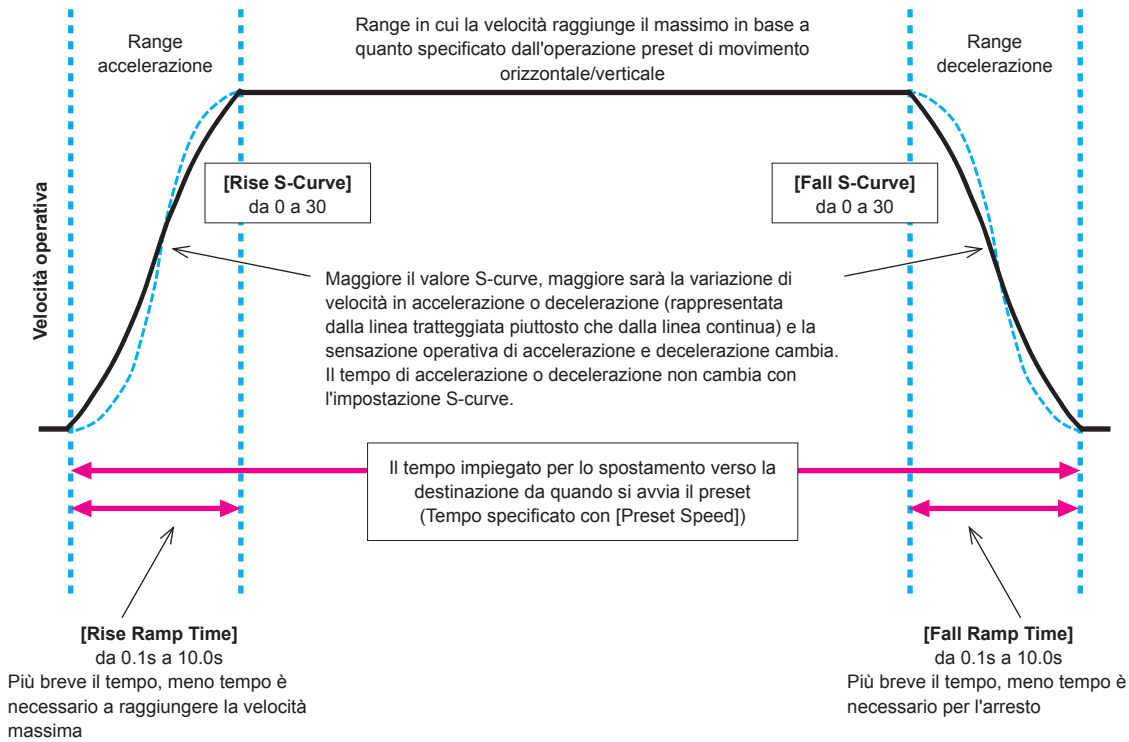 Range
accelerazione
Range in cui la velocità raggiunge il massimo in base a
quanto specificato dall'operazione preset di movimento
orizzontale/verticale
Range
decelerazione
Velocità operativa
[Rise S-Curve]
da 0 a 30
[Fall S-Curve]
da 0 a 30
Maggiore il valore S-curve, maggiore sarà la variazione di
velocità in accelerazione o decelerazione (rappresentata
dalla linea tratteggiata piuttosto che dalla linea continua) e la
sensazione operativa di accelerazione e decelerazione cambia.
Il tempo di accelerazione o decelerazione non cambia con
l'impostazione S-curve.
Il tempo impiegato per lo spostamento verso la
destinazione da quando si avvia il preset
(Tempo specificato con [Preset Speed])
[Rise Ramp Time]
da 0.1s a 10.0s
Più breve il tempo, meno tempo è
necessario a raggiungere la velocità
massima
[Fall Ramp Time]
da 0.1s a 10.0s
Più breve il tempo, meno tempo è
necessario per l'arresto